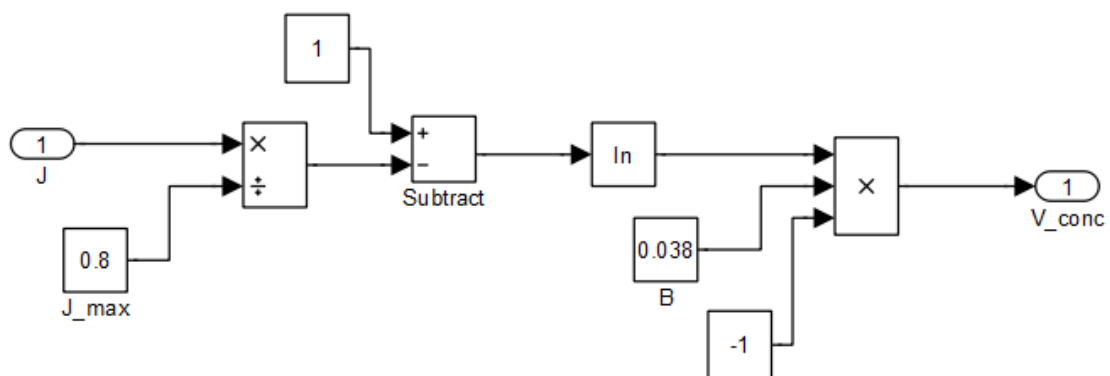 1
1
J
×
÷
0.8
J_max
+
−
Subtract
ln
0.038
B
-1
×
1
V_conc